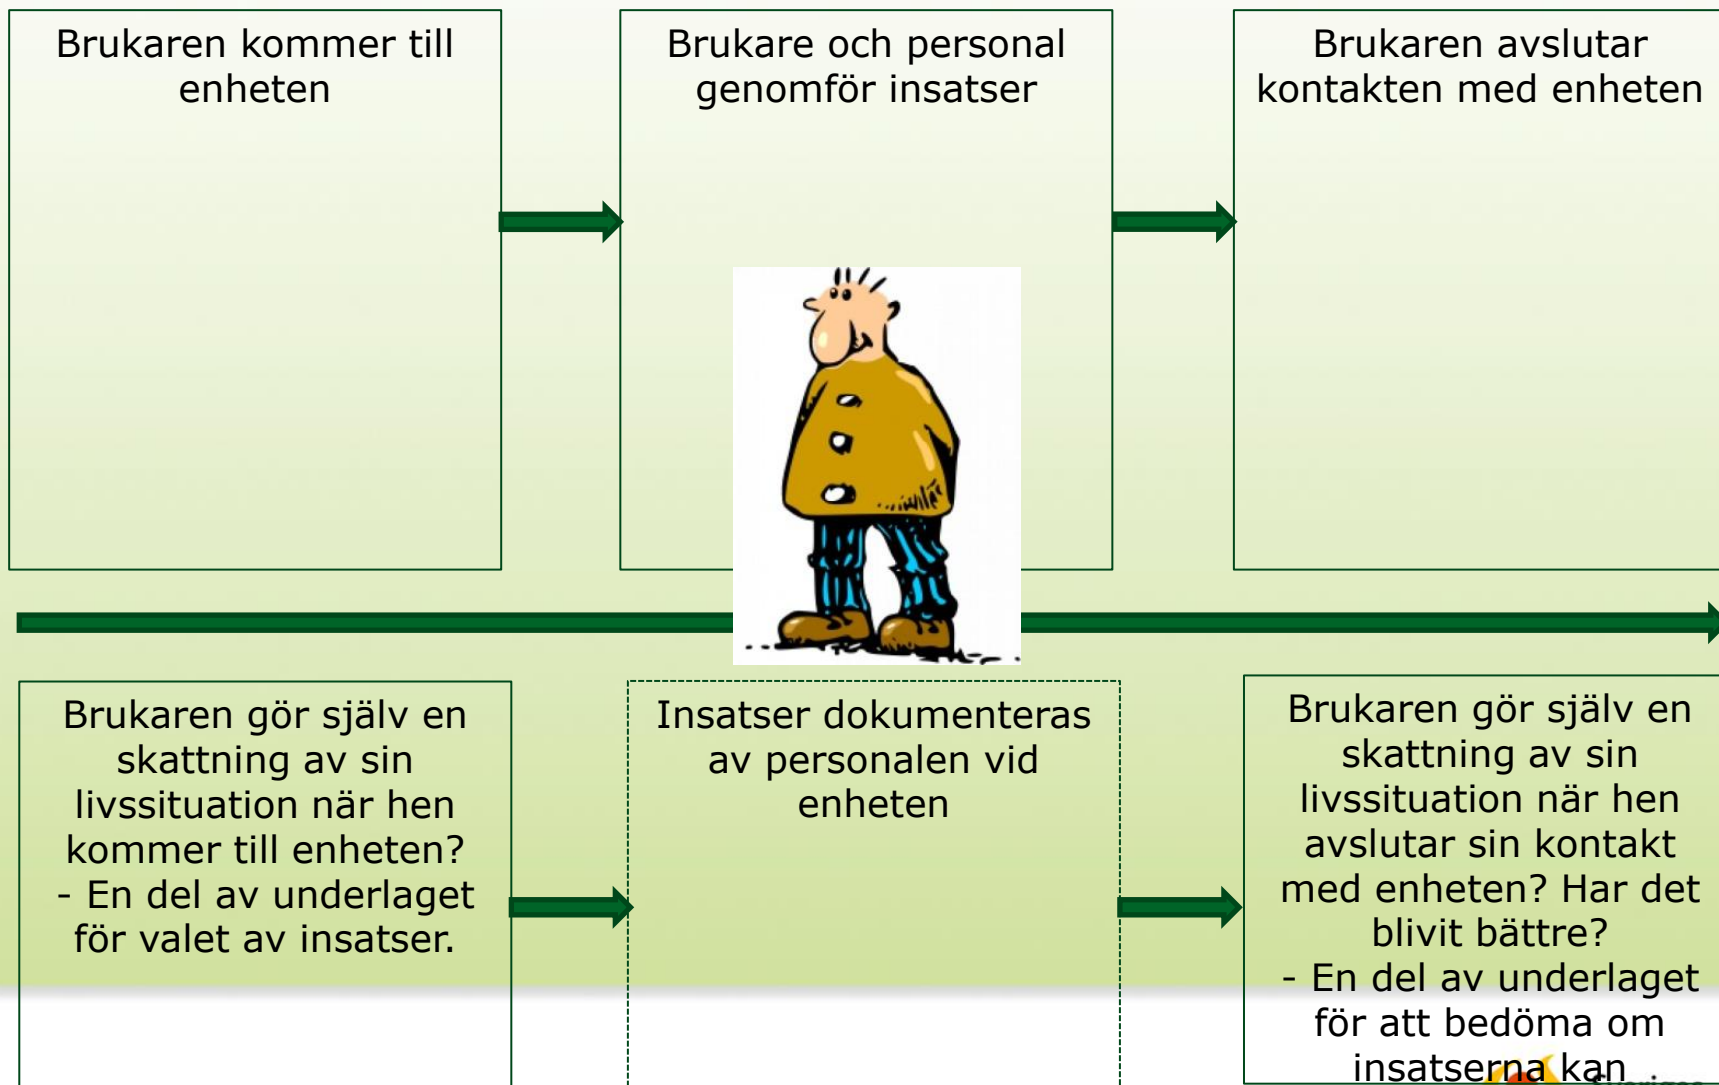 Brukaren kommer till
enheten
Brukare och personal
genomför insatser
Brukaren avslutar
kontakten med enheten
Brukaren gör själv en
skattning av sin
livssituation när hen
kommer till enheten?
- En del av underlaget
för valet av insatser.
Insatser dokumenteras
av personalen vid
enheten
Brukaren gör själv en
skattning av sin
livssituation när hen
avslutar sin kontakt
med enheten? Har det
blivit bättre?
- En del av underlaget
för att bedöma om
insatserna kan